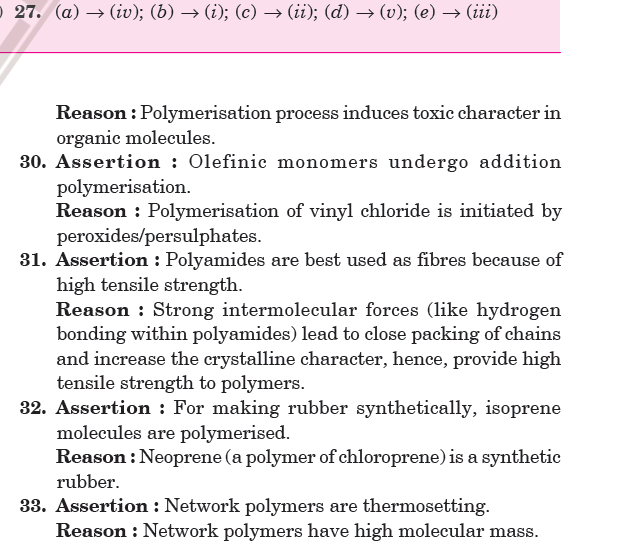 ) 27. (a) → (iv); (b) → (i); (c) → (ii); (d) → (v); (e) → (iii)
Reason : Polymerisation process induces toxic character in
organic molecules.
30. Assertion : Olefinic monomers undergo addition
polymerisation.
Reason : Polymerisation of vinyl chloride is initiated by
peroxides/persulphates.
31. Assertion : Polyamides are best used as fibres because of
high tensile strength.
Reason : Strong intermolecular forces (like hydrogen
bonding within polyamides) lead to close packing of chains
and increase the crystalline character, hence, provide high
tensile strength to polymers.
32. Assertion : For making rubber synthetically, isoprene
molecules are polymerised.
Reason : Neoprene (a polymer of chloroprene) is a synthetic
rubber.
33. Assertion : Network polymers are thermosetting.
Reason : Network polymers have high molecular mass.